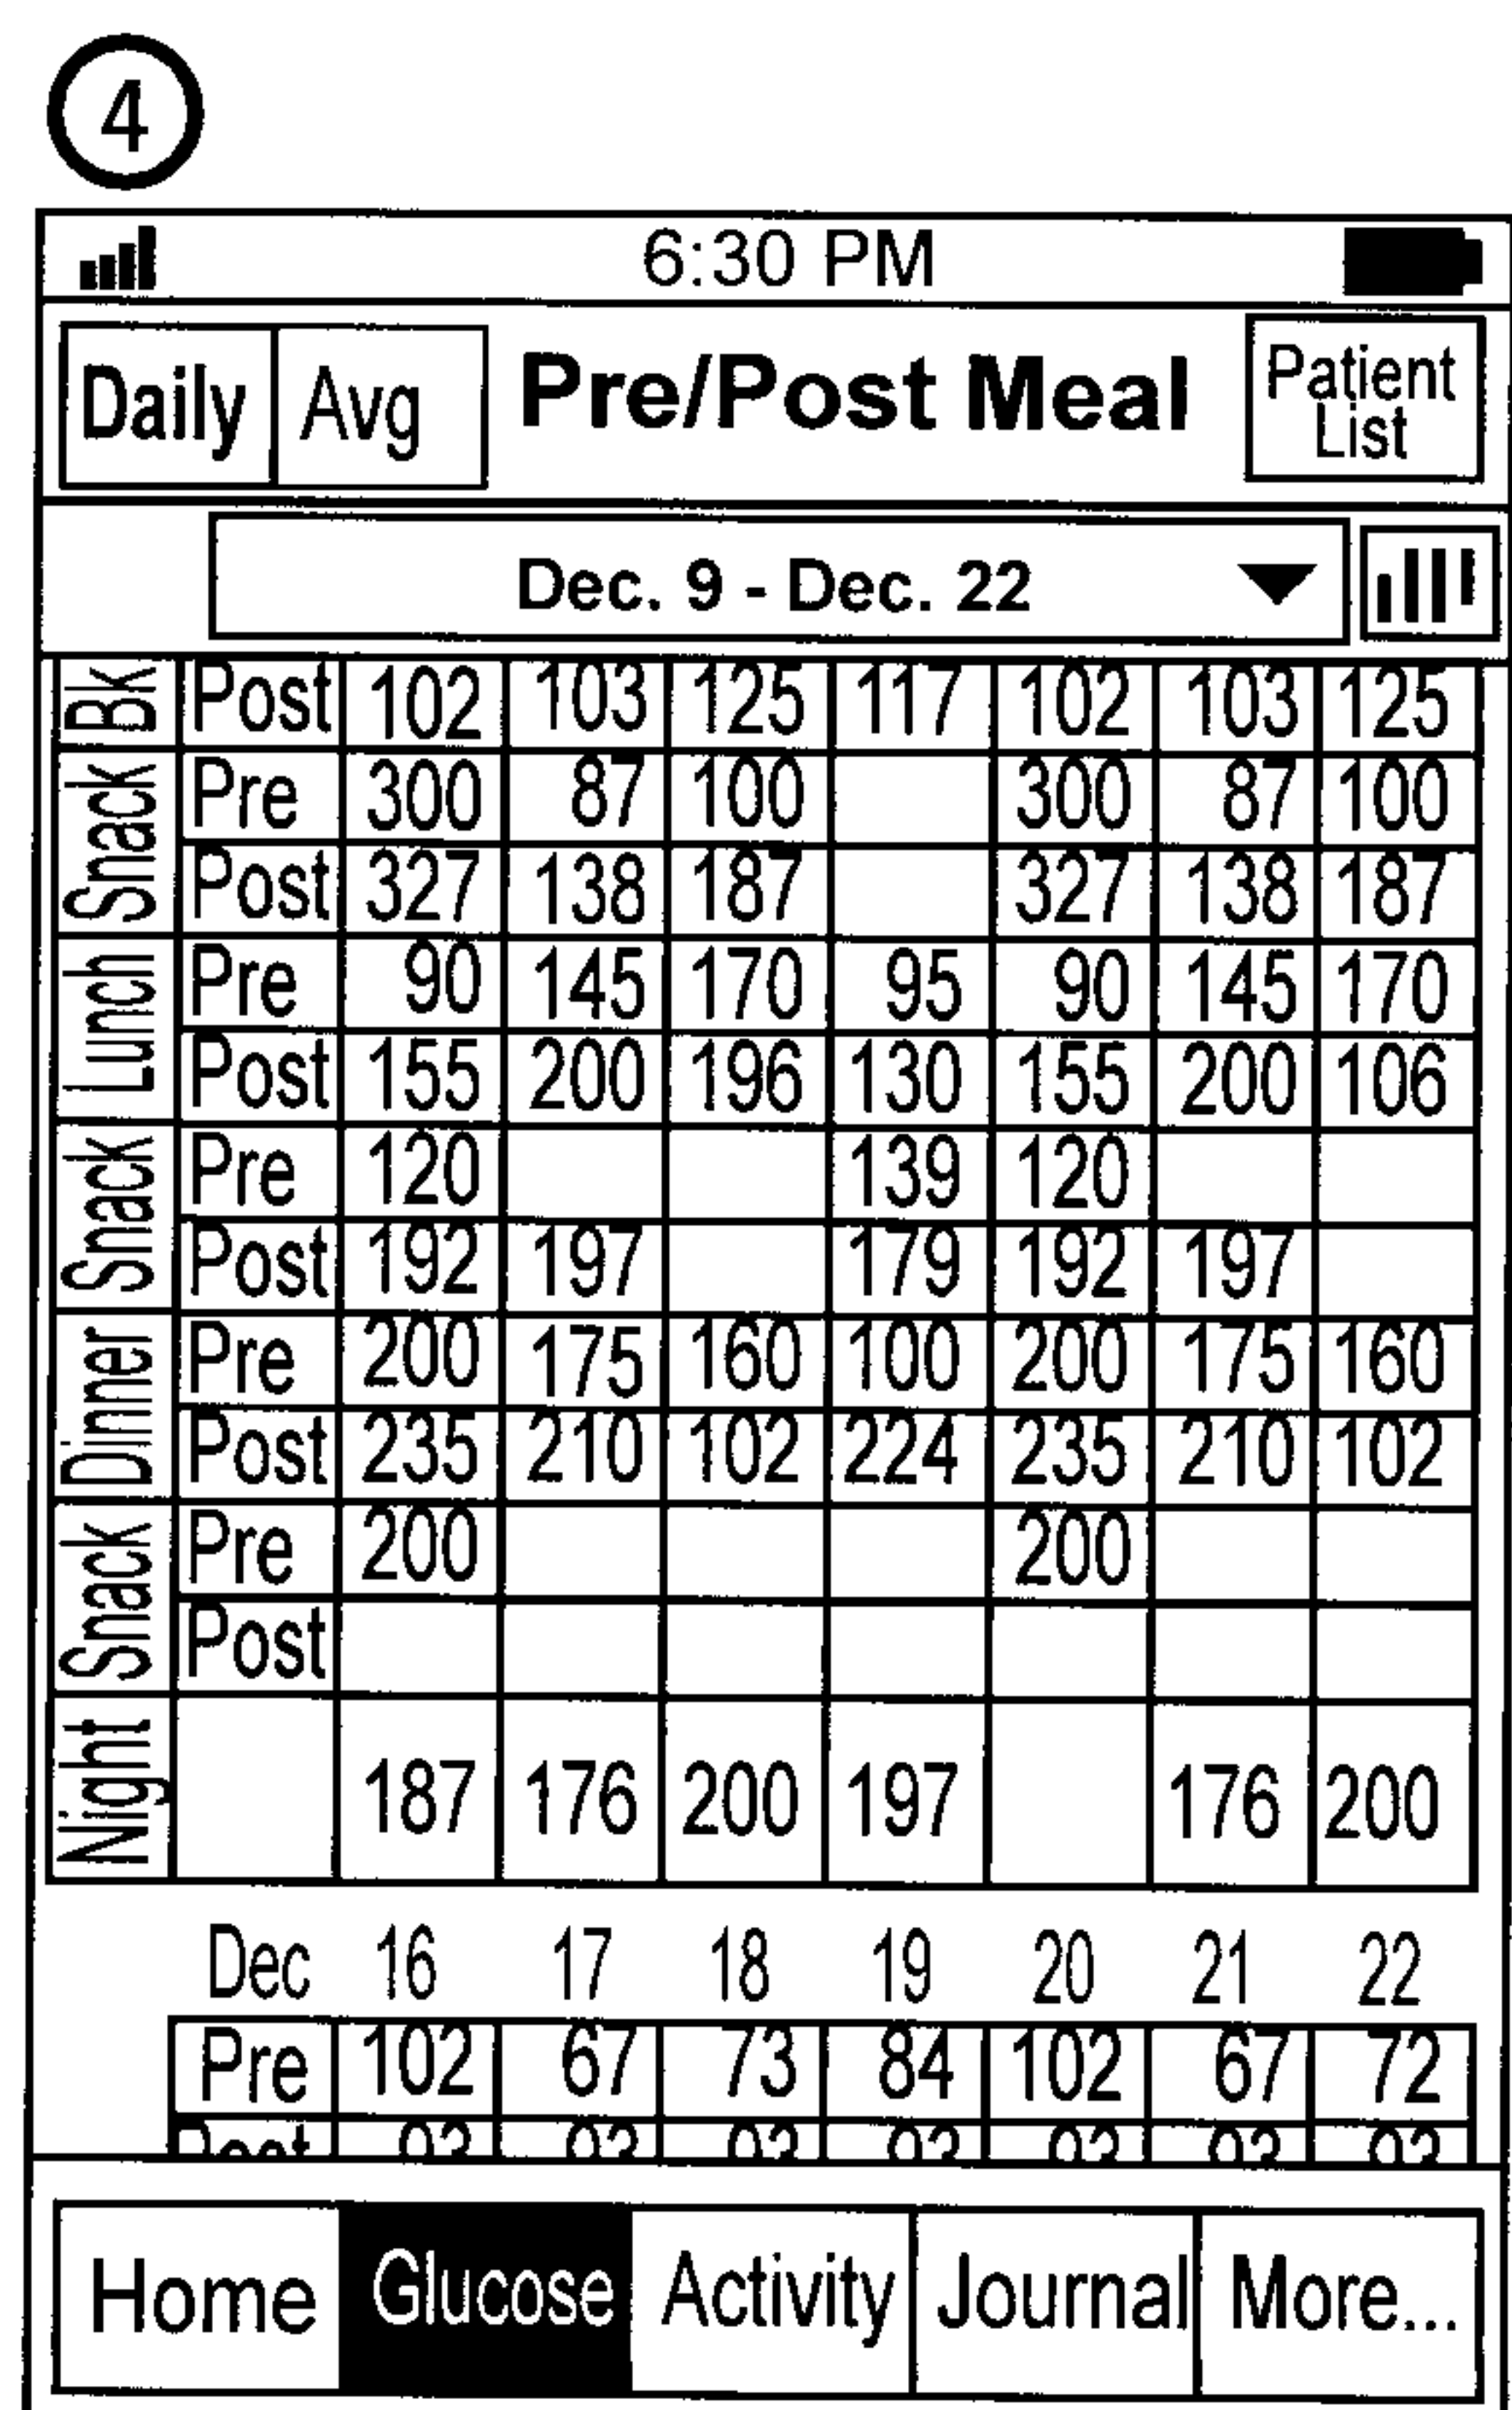 4
6:30 PM
Daily Avg Pre/Post Meal Patient List
Dec. 9 - Dec. 22
Bk Post 102 103 125 117 102 103 125
Snack Pre 300 87 100 300 87 100
Post 327 138 187 327 138 187
Lunch Pre 90 145 170 95 90 145 170
Post 155 200 196 130 155 200 106
Snack Pre 120 139 120
Post 192 197 179 192 197
Dinner Pre 200 175 160 100 200 175 160
Post 235 210 102 224 235 210 102
Snack Pre 200 200
Post
Night 187 176 200 197 176 200
Dec 16 17 18 19 20 21 22
Pre 102 67 73 84 102 67 72
Post
Home Glucose Activity Journal More...